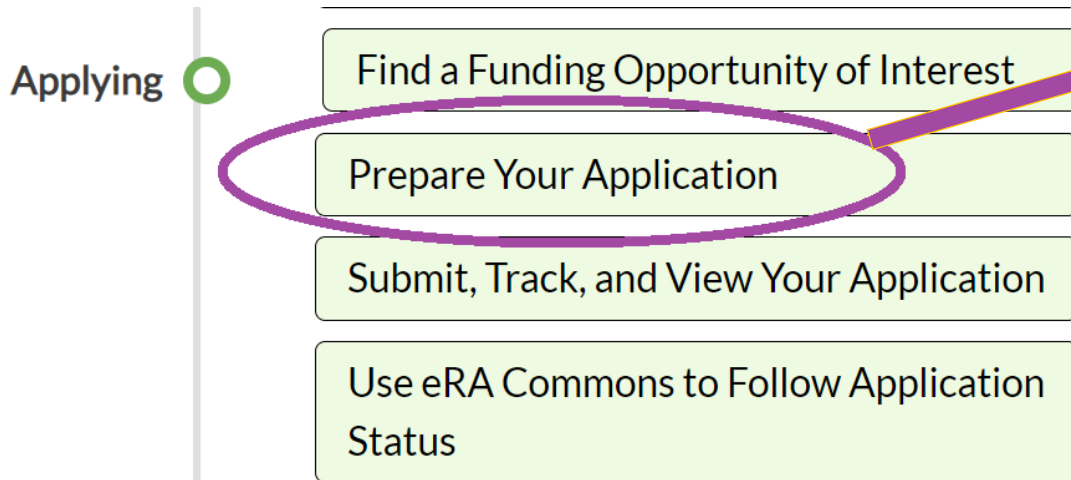 Applying
Find a Funding Opportunity of Interest
Prepare Your Application
Submit, Track, and View Your Application
Use eRA Commons to Follow Application
Status